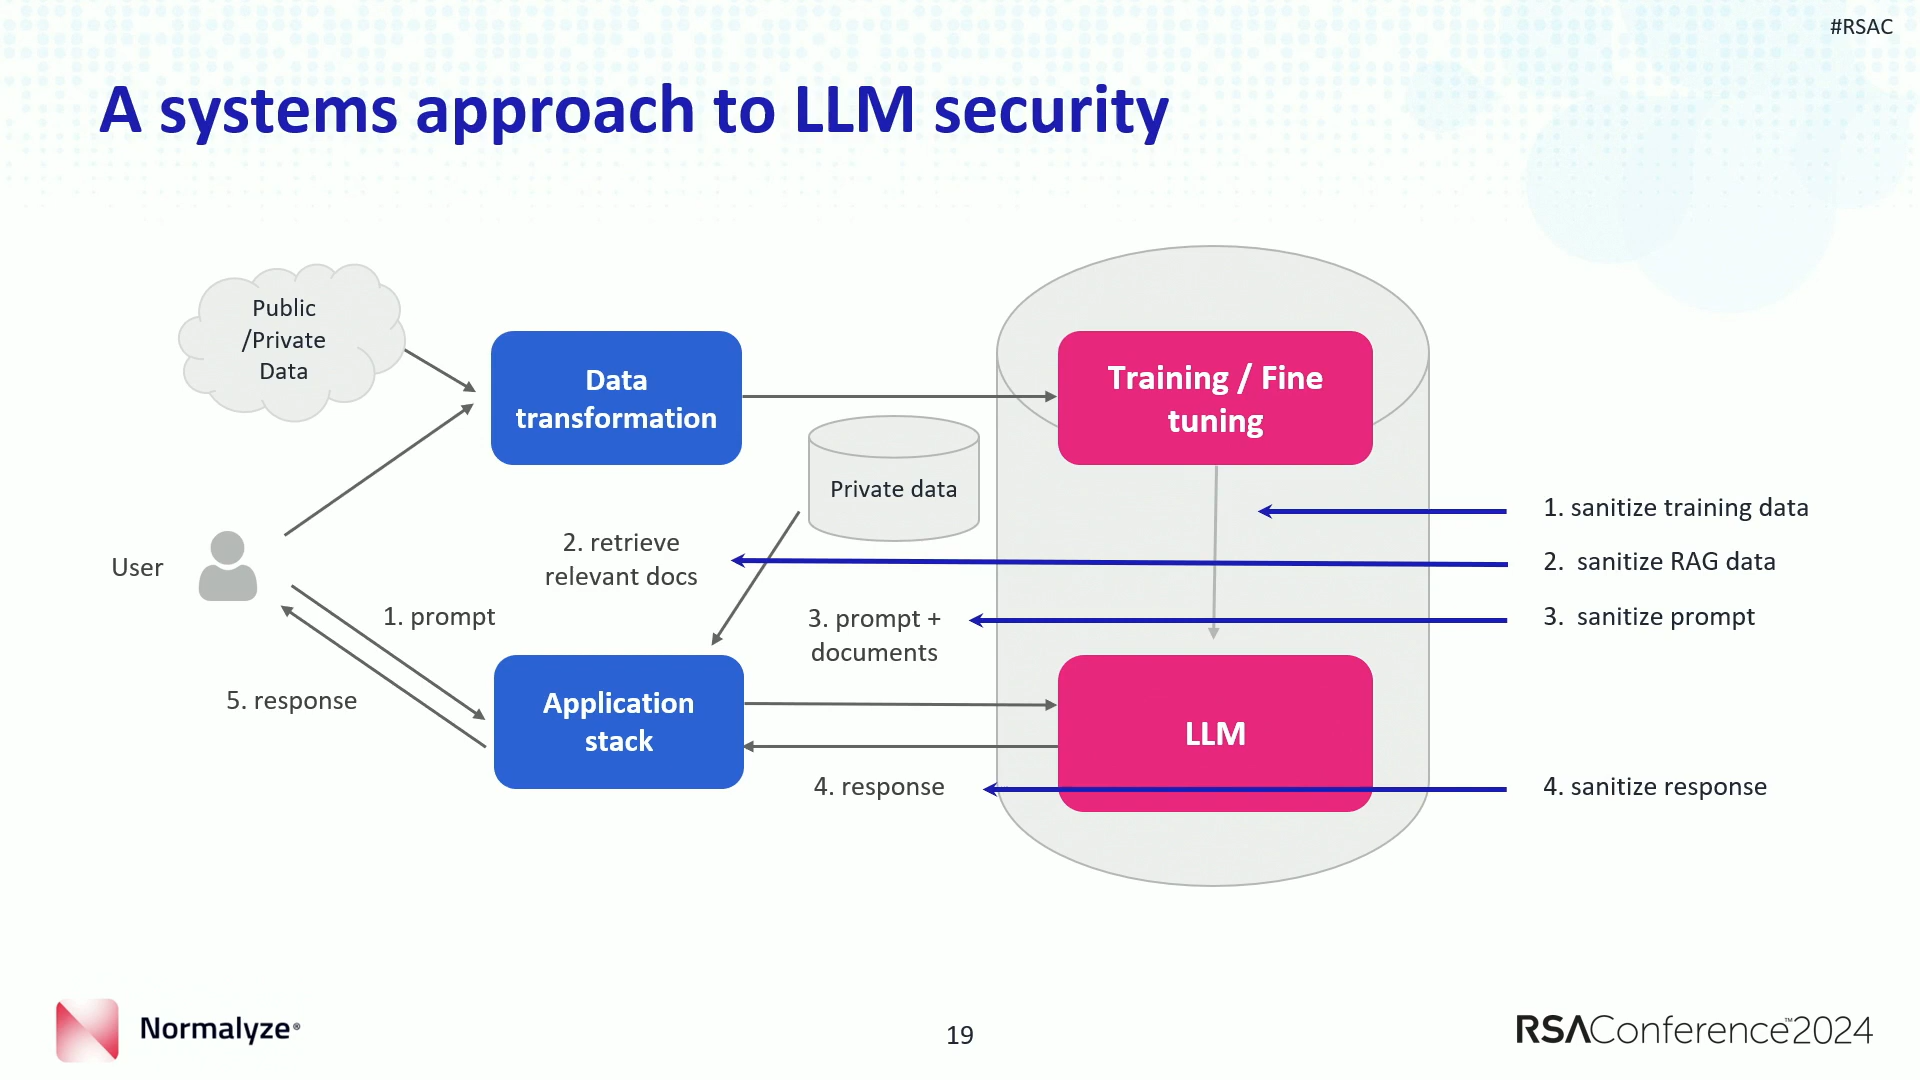 #RSAC
A systems approach to LLM security
Public
/Private
Data
Data
transformation
Training / Fine
tuning
Private data
1. sanitize training data
2. retrieve
relevant docs
2. sanitize RAG data
User
1. prompt
3. prompt +
documents
3. sanitize prompt
5. response
Application
stack
LLM
4. response
4. sanitize response
Normalyze®
19
RSAConference™2024